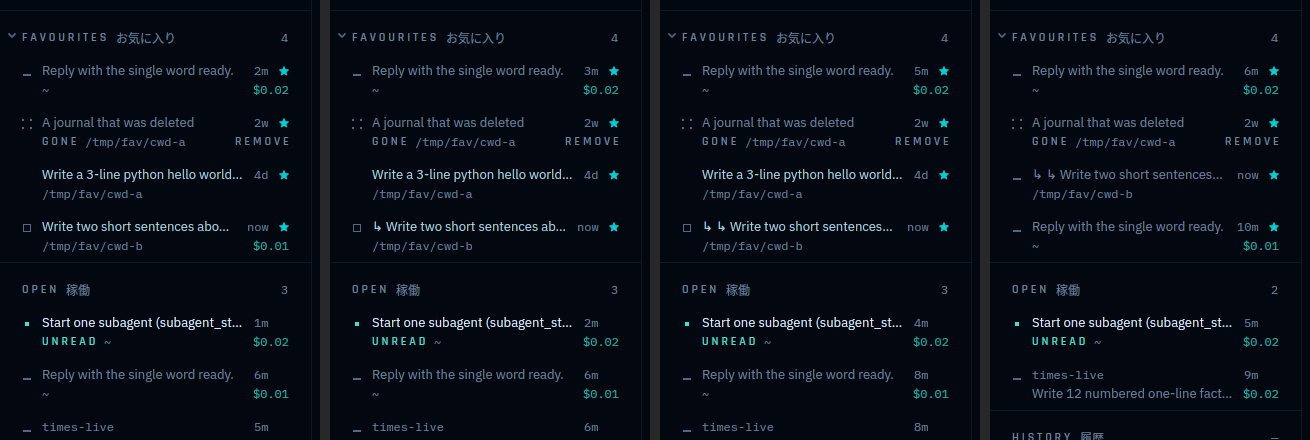 FAVOURITES お気に入り 4
Reply with the single word ready. 2m ★
~ $0.02
A journal that was deleted 2w ★
GONE /tmp/fav/cwd-a REMOVE
Write a 3-line python hello world… 4d ★
/tmp/fav/cwd-a
Write two short sentences abo… now ★
/tmp/fav/cwd-b $0.01
OPEN 稼働 3
Start one subagent (subagent_st… 1m
UNREAD ~ $0.02
Reply with the single word ready. 6m
~ $0.01
times-live 5m
FAVOURITES お気に入り 4
Reply with the single word ready. 3m ★
~ $0.02
A journal that was deleted 2w ★
GONE /tmp/fav/cwd-a REMOVE
Write a 3-line python hello world… 4d ★
/tmp/fav/cwd-a
↳ Write two short sentences ab… now ★
/tmp/fav/cwd-b
OPEN 稼働 3
Start one subagent (subagent_st… 2m
UNREAD ~ $0.02
Reply with the single word ready. 6m
~ $0.01
times-live 6m
FAVOURITES お気に入り 4
Reply with the single word ready. 5m ★
~ $0.02
A journal that was deleted 2w ★
GONE /tmp/fav/cwd-a REMOVE
Write a 3-line python hello world… 4d ★
/tmp/fav/cwd-a
↳ ↳ Write two short sentences… now ★
/tmp/fav/cwd-b
OPEN 稼働 3
Start one subagent (subagent_st… 4m
UNREAD ~ $0.02
Reply with the single word ready. 8m
~ $0.01
times-live 8m
FAVOURITES お気に入り 4
Reply with the single word ready. 6m ★
~ $0.02
A journal that was deleted 2w ★
GONE /tmp/fav/cwd-a REMOVE
↳ ↳ Write two short sentences… now ★
/tmp/fav/cwd-b
Reply with the single word ready. 10m ★
~ $0.01
OPEN 稼働 2
Start one subagent (subagent_st… 5m
UNREAD ~ $0.02
times-live 9m
Write 12 numbered one-line fact… $0.02
HISTORY 履歴